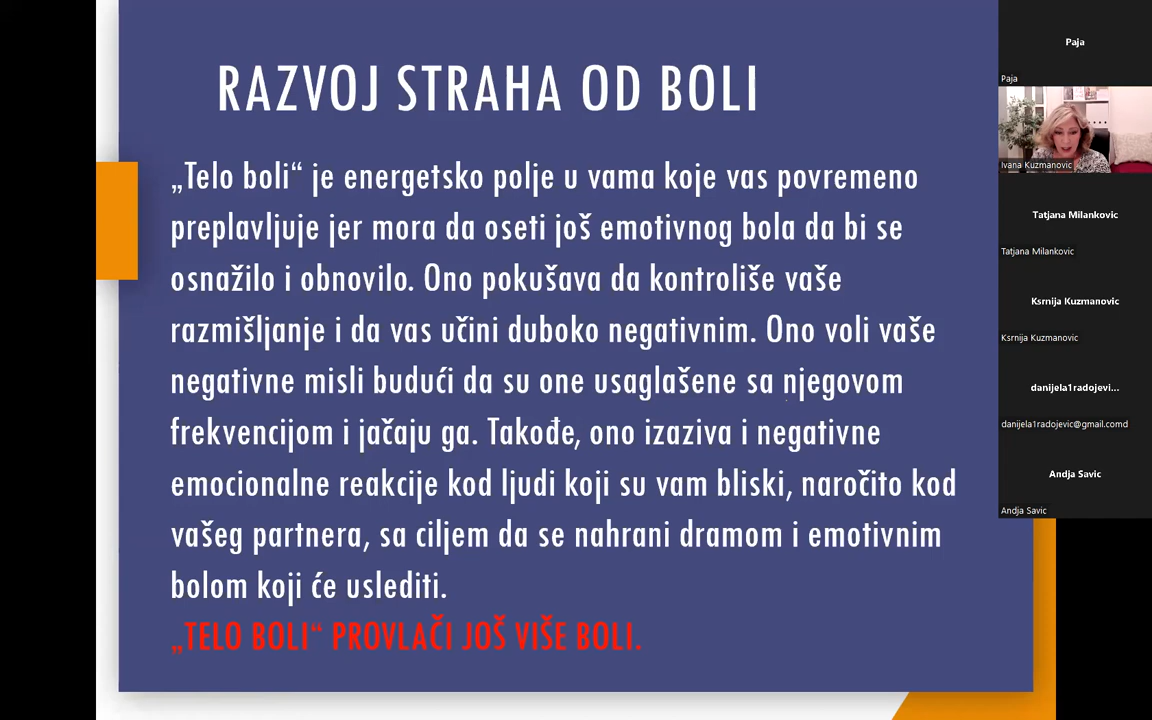 RAZVOJ STRAHA OD BOLI
„Telo boli“ je energetsko polje u vama koje vas povremeno
preplavljuje jer mora da oseti još emotivnog bola da bi se
osnažilo i obnovilo. Ono pokušava da kontroliše vaše
razmišljanje i da vas učini duboko negativnim. Ono voli vaše
negativne misli budući da su one usaglašene sa njegovom
frekvencijom i jačaju ga. Takođe, ono izaziva i negativne
emocionalne reakcije kod ljudi koji su vam bliski, naročito kod
vašeg partnera, sa ciljem da se nahrani dramom i emotivnim
bolom koji će uslediti.
„TELO BOLI“ PROVLAČI JOŠ VIŠE BOLI.
Paja
Paja
Ivana Kuzmanovic
Tatjana Milankovic
Tatjana Milankovic
Ksrnija Kuzmanovic
Ksrnija Kuzmanovic
danijela1radojevi...
danijela1radojevic@gmail.comd
Andja Savic
Andja Savic